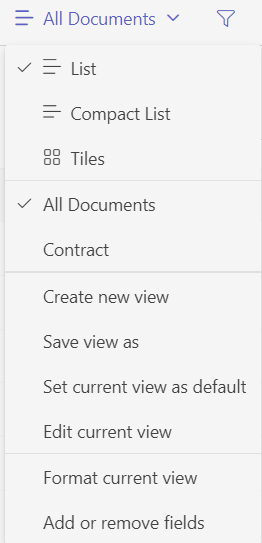 All Documents
List
Compact List
Tiles
All Documents
Contract
Create new view
Save view as
Set current view as default
Edit current view
Format current view
Add or remove fields